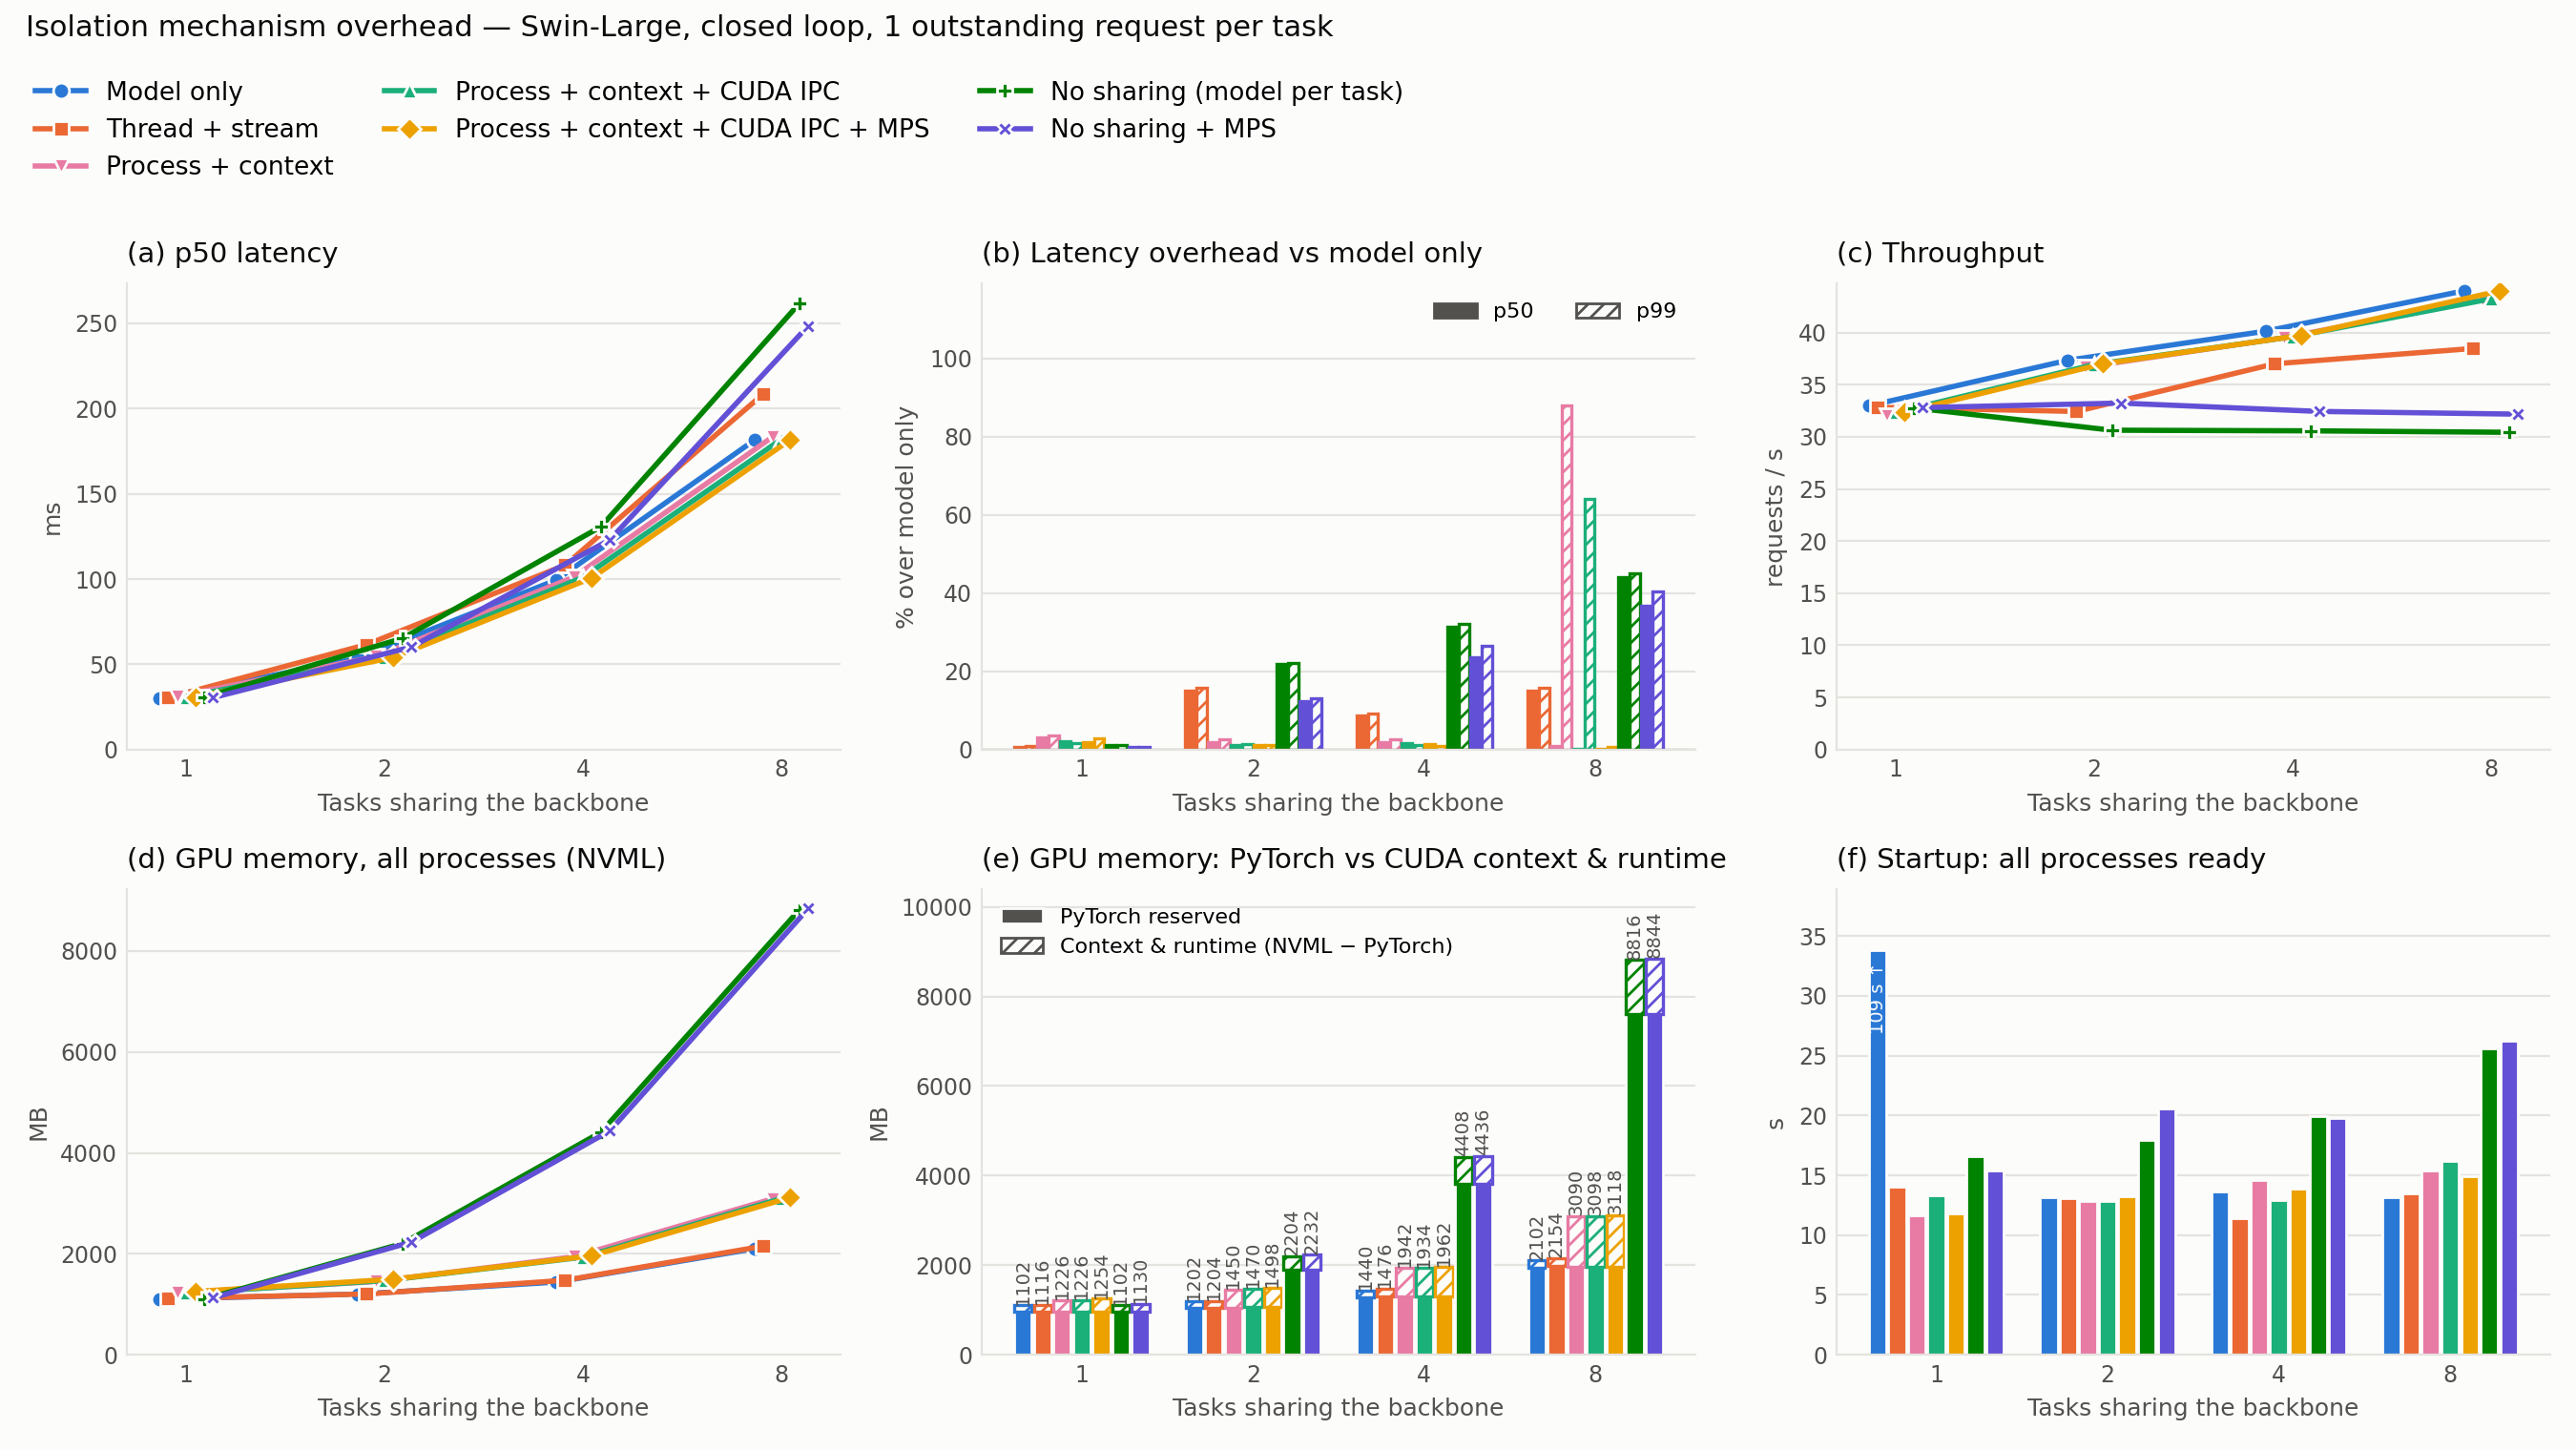 Isolation mechanism overhead — Swin-Large, closed loop, 1 outstanding request per task
Model only
Thread + stream
Process + context
Process + context + CUDA IPC
Process + context + CUDA IPC + MPS
No sharing (model per task)
No sharing + MPS
(a) p50 latency
ms
250
200
150
100
50
0
1 2 4 8
Tasks sharing the backbone
(b) Latency overhead vs model only
p50 p99
% over model only
100
80
60
40
20
0
1 2 4 8
Tasks sharing the backbone
(c) Throughput
requests / s
40
35
30
25
20
15
10
5
0
1 2 4 8
Tasks sharing the backbone
(d) GPU memory, all processes (NVML)
MB
8000
6000
4000
2000
0
1 2 4 8
Tasks sharing the backbone
(e) GPU memory: PyTorch vs CUDA context & runtime
PyTorch reserved
Context & runtime (NVML − PyTorch)
MB
10000
8000
6000
4000
2000
0
1102 1116 1226 1226 1254 1102 1130
1202 1204 1450 1470 1498 2204 2232
1440 1476 1942 1934 1962 4408 4436
2102 2154 3090 3098 3118 8816 8844
1 2 4 8
Tasks sharing the backbone
(f) Startup: all processes ready
s
35
30
25
20
15
10
5
0
109 s ↑
1 2 4 8
Tasks sharing the backbone